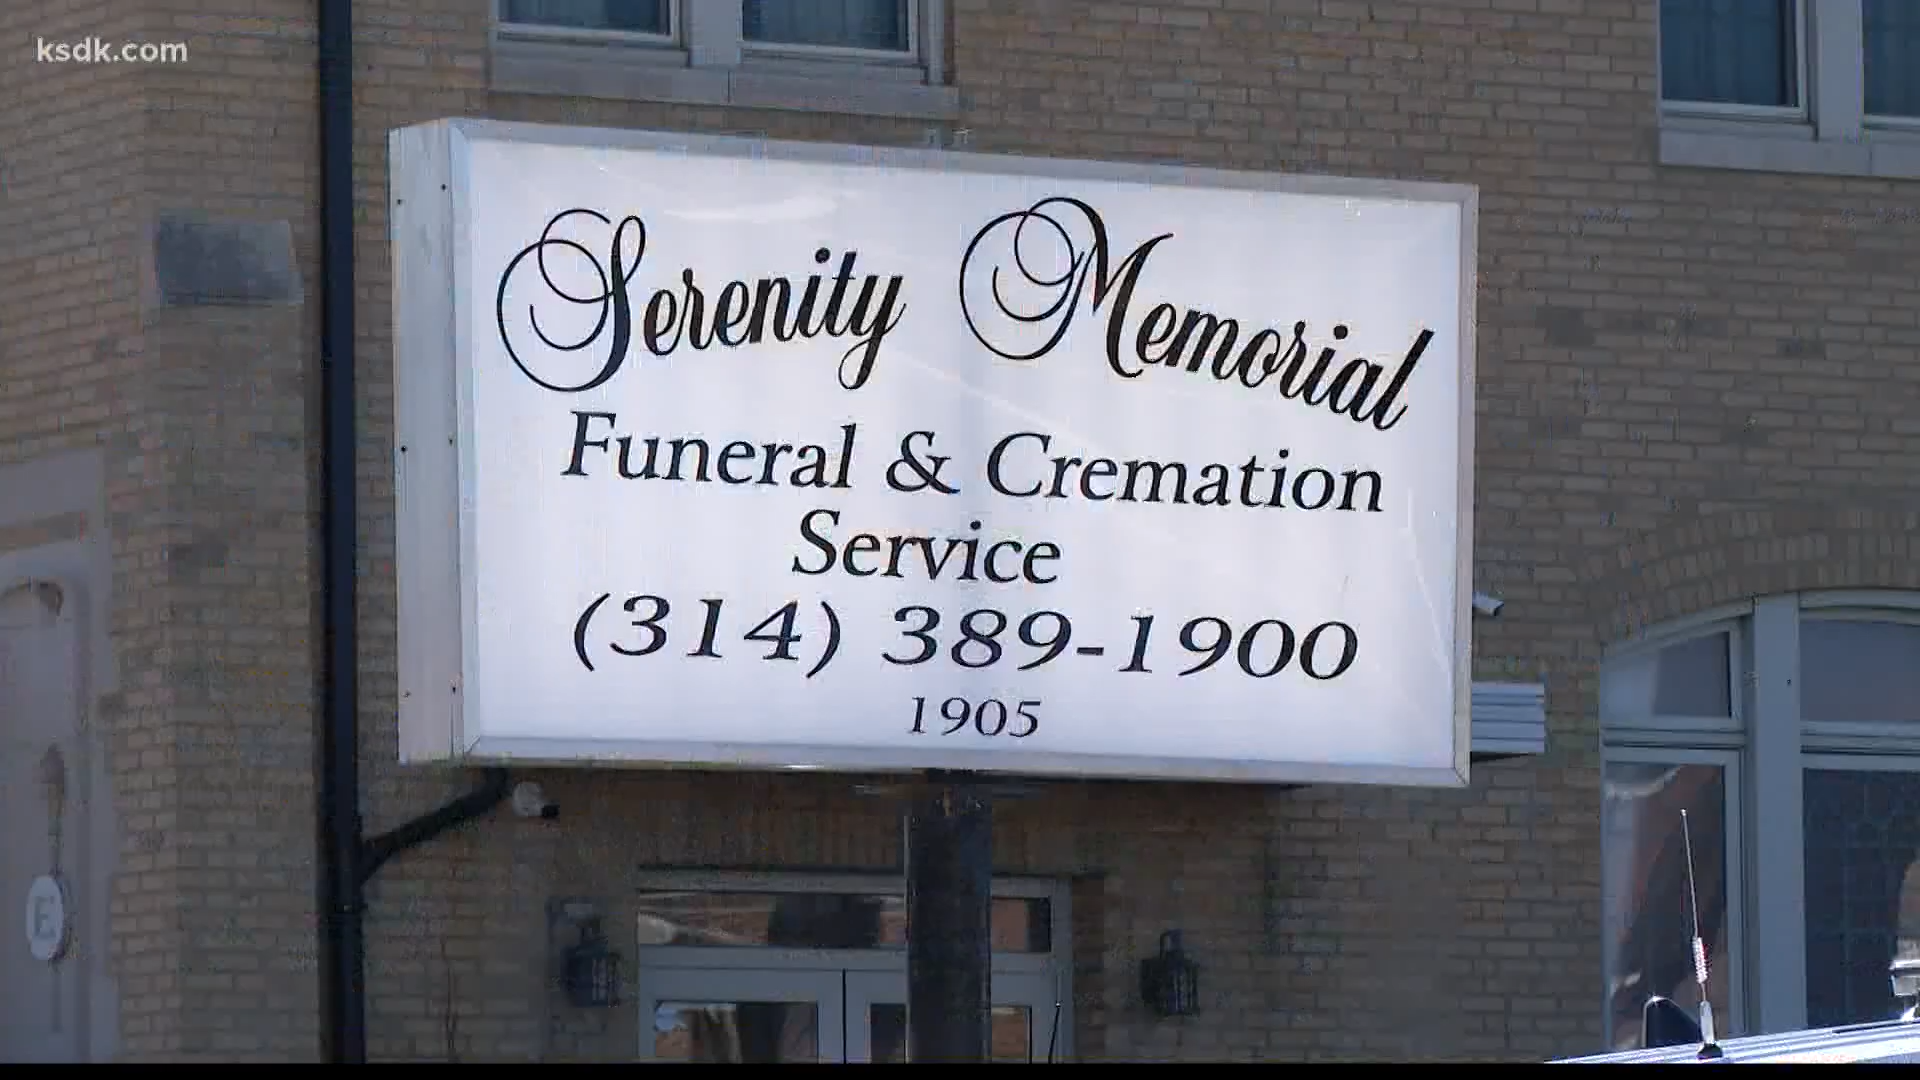 ksdk.com
Serenity Memorial
Funeral & Cremation
Service
(314) 389-1900
1905
E